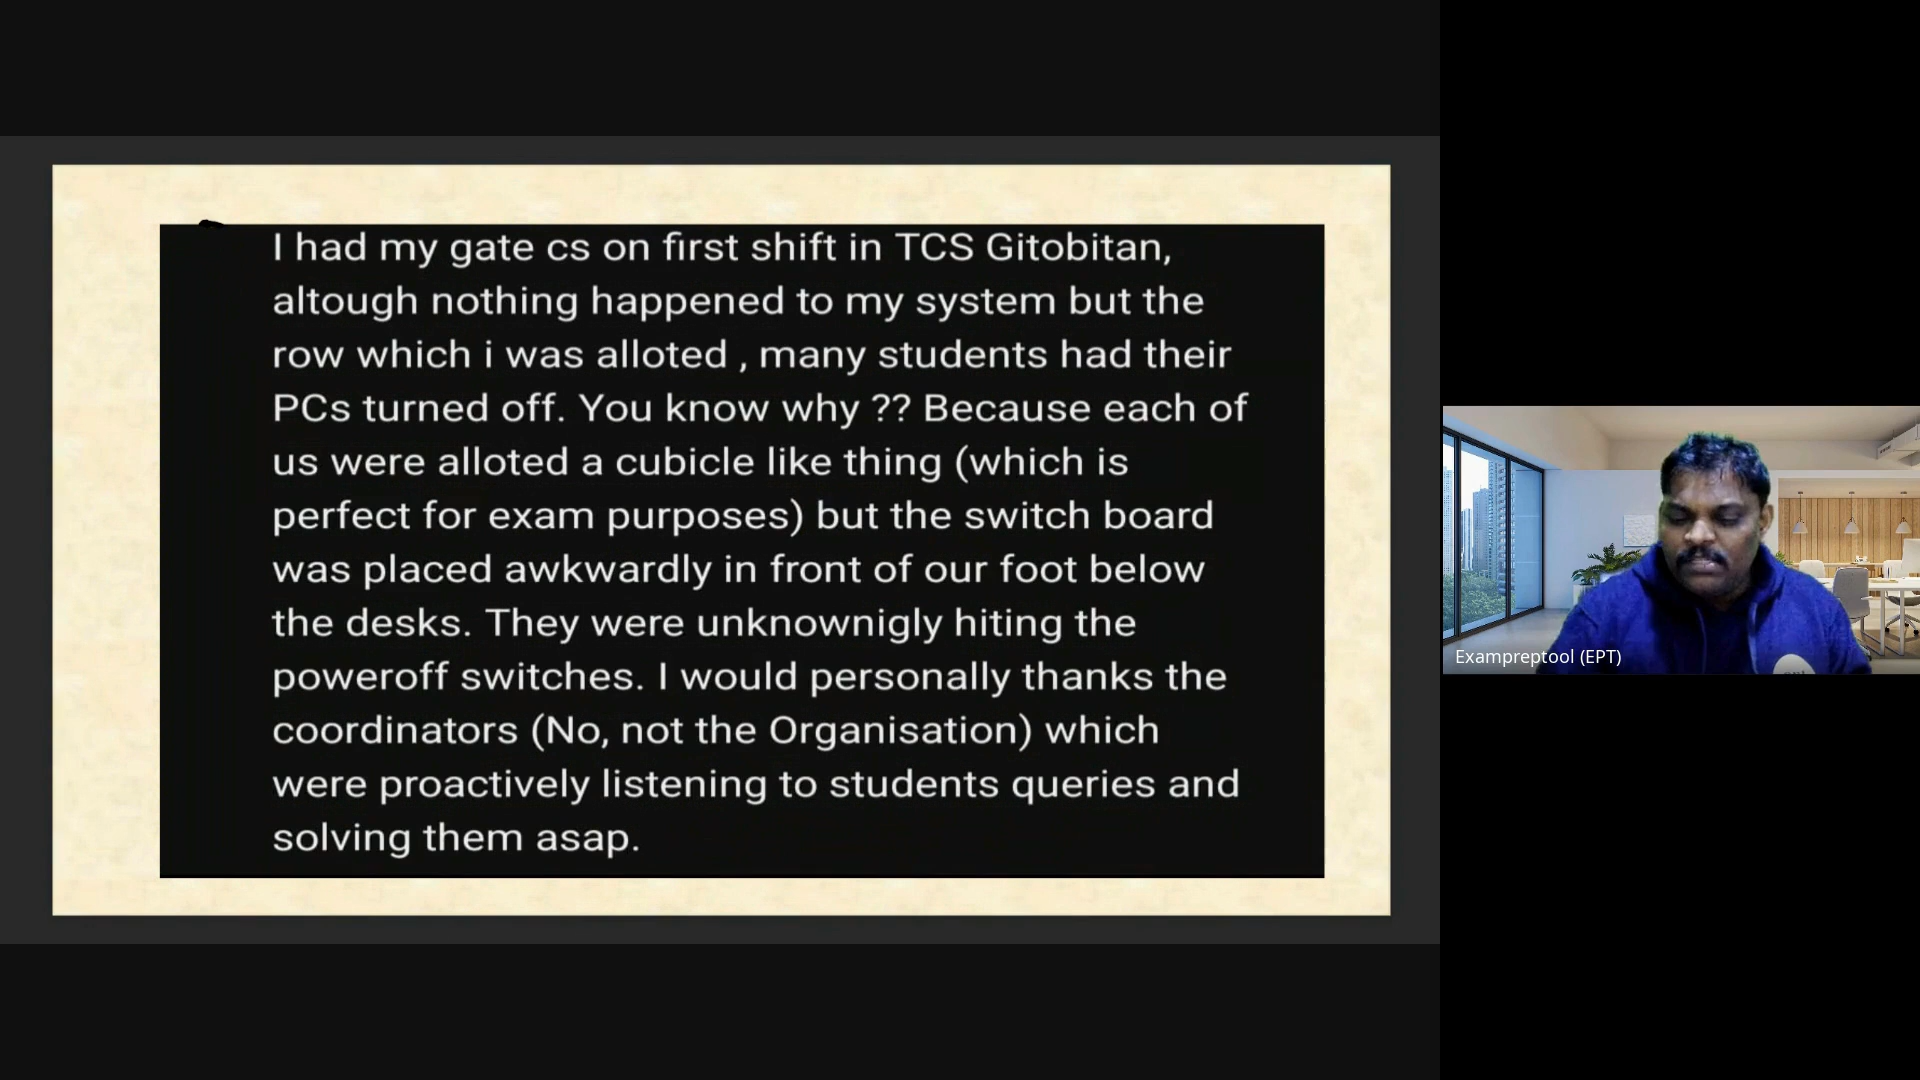 I had my gate cs on first shift in TCS Gitobitan,
altough nothing happened to my system but the
row which i was alloted , many students had their
PCs turned off. You know why ?? Because each of
us were alloted a cubicle like thing (which is
perfect for exam purposes) but the switch board
was placed awkwardly in front of our foot below
the desks. They were unknownigly hiting the
poweroff switches. I would personally thanks the
coordinators (No, not the Organisation) which
were proactively listening to students queries and
solving them asap.
Exampreptool (EPT)